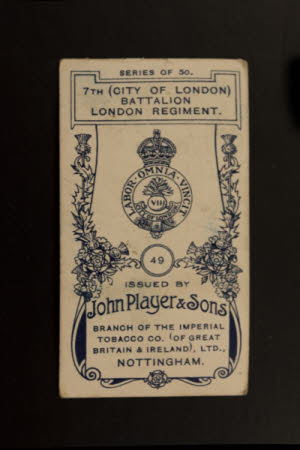 SERIES OF 50.
7TH (CITY OF LONDON)
BATTALION
LONDON REGIMENT.
LABOR · OMNIA · VINCIT
VII
49
ISSUED BY
John Player & Sons
BRANCH OF THE IMPERIAL
TOBACCO CO. (OF GREAT
BRITAIN & IRELAND), LTD.,
NOTTINGHAM.